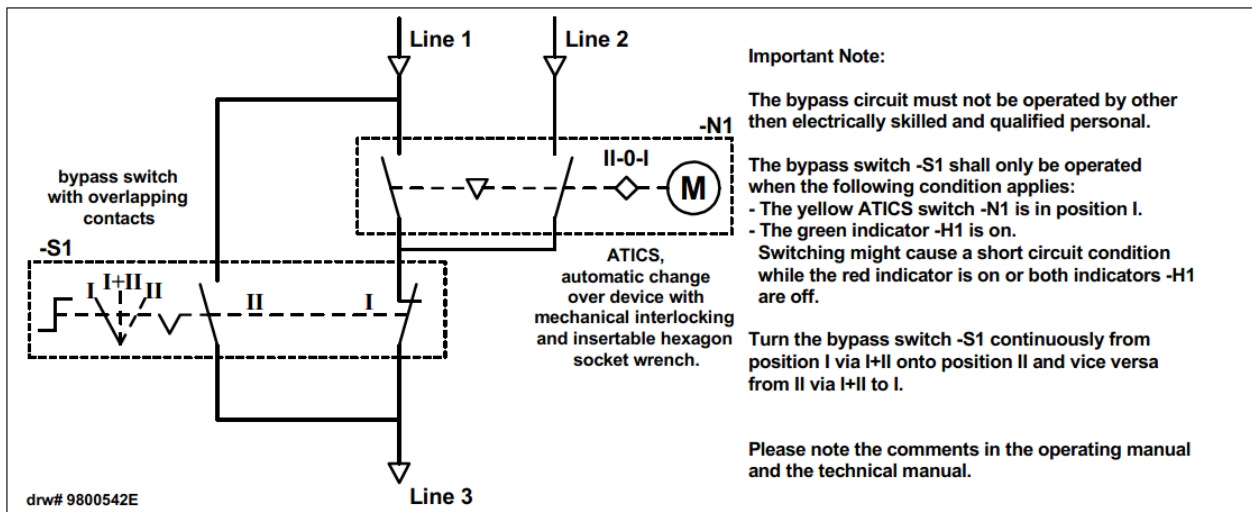 Line 1
Line 2
-N1
II-0-I
M
bypass switch
with overlapping
contacts
-S1
I
I+II
II
II
I
ATICS,
automatic change
over device with
mechanical interlocking
and insertable hexagon
socket wrench.
Line 3
drw# 9800542E
Important Note:
The bypass circuit must not be operated by other
then electrically skilled and qualified personal.
The bypass switch -S1 shall only be operated
when the following condition applies:
- The yellow ATICS switch -N1 is in position I.
- The green indicator -H1 is on.
Switching might cause a short circuit condition
while the red indicator is on or both indicators -H1
are off.
Turn the bypass switch -S1 continuously from
position I via I+II onto position II and vice versa
from II via I+II to I.
Please note the comments in the operating manual
and the technical manual.